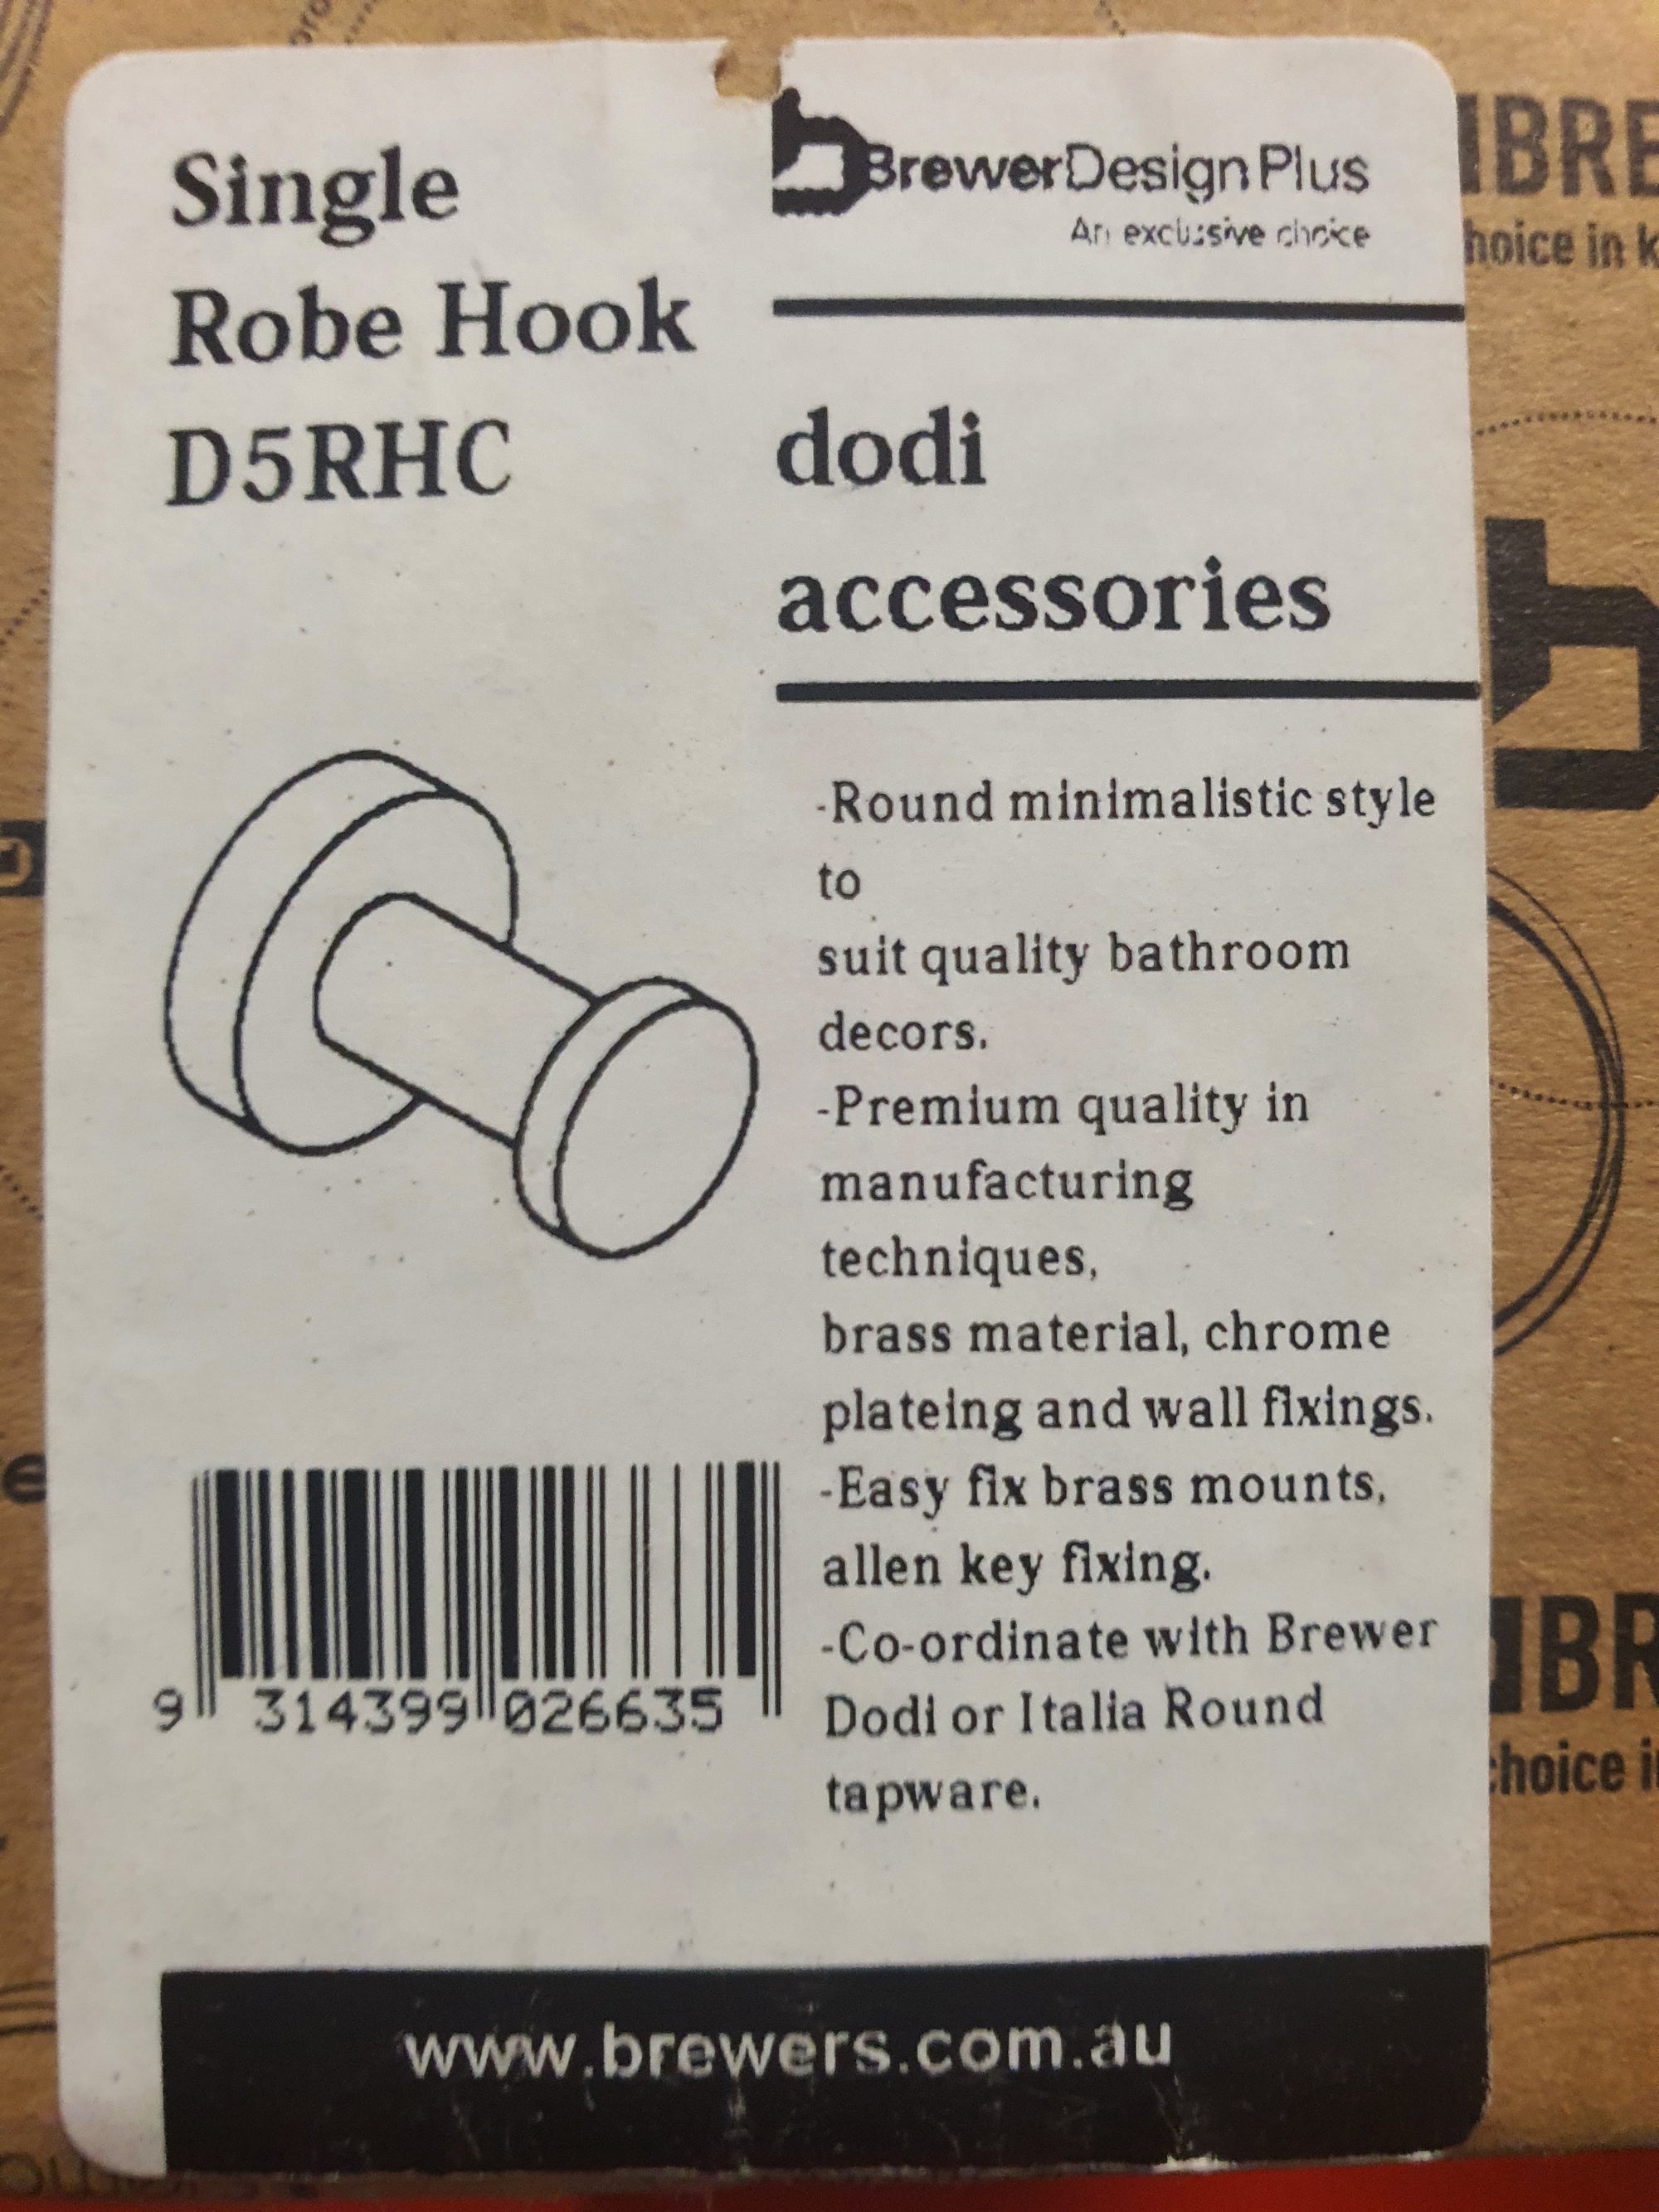 Single
Robe Hook
D5RHC
BrewerDesignPlus
An exclusive choice
dodi
accessories
-Round minimalistic style
to
suit quality bathroom
decors.
-Premium quality in
manufacturing
techniques,
brass material, chrome
plateing and wall fixings.
-Easy fix brass mounts,
allen key fixing.
-Co-ordinate with Brewer
Dodi or Italia Round
tapware.
9 314399 026635
www.brewers.com.au
BRE
hoice in k
BR
choice i